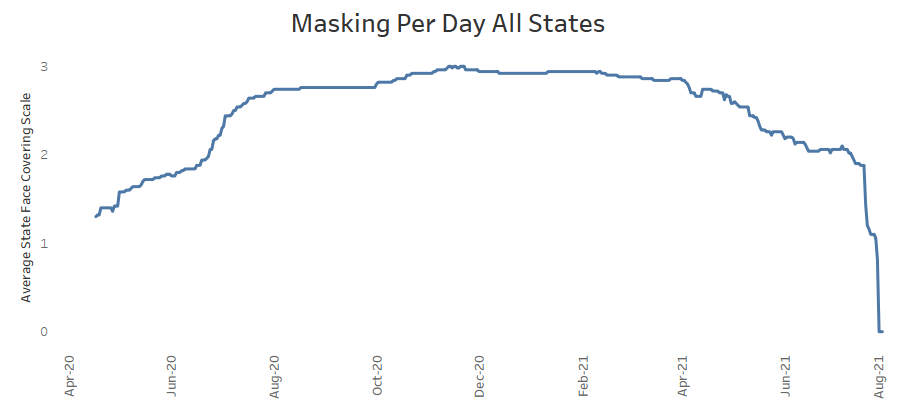 Masking Per Day All States
Average State Face Covering Scale
3
2
1
0
Apr-20
Jun-20
Aug-20
Oct-20
Dec-20
Feb-21
Apr-21
Jun-21
Aug-21